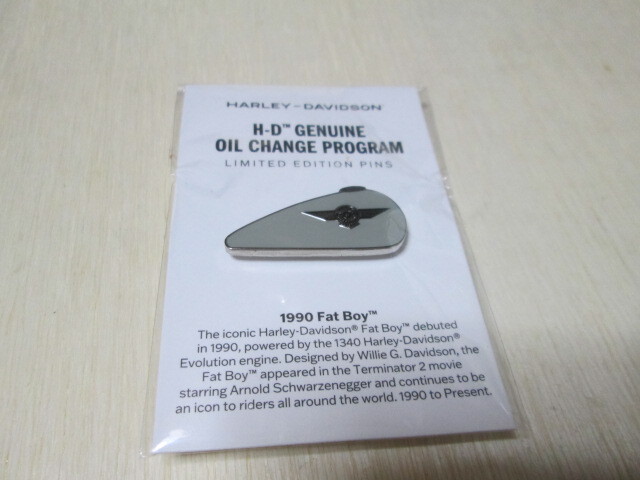 HARLEY-DAVIDSON
H-D™ GENUINE
OIL CHANGE PROGRAM
LIMITED EDITION PINS
1990 Fat Boy™
The iconic Harley-Davidson® Fat Boy™ debuted
in 1990, powered by the 1340 Harley-Davidson®
Evolution engine. Designed by Willie G. Davidson, the
Fat Boy™ appeared in the Terminator 2 movie
starring Arnold Schwarzenegger and continues to be
an icon to riders all around the world. 1990 to Present.